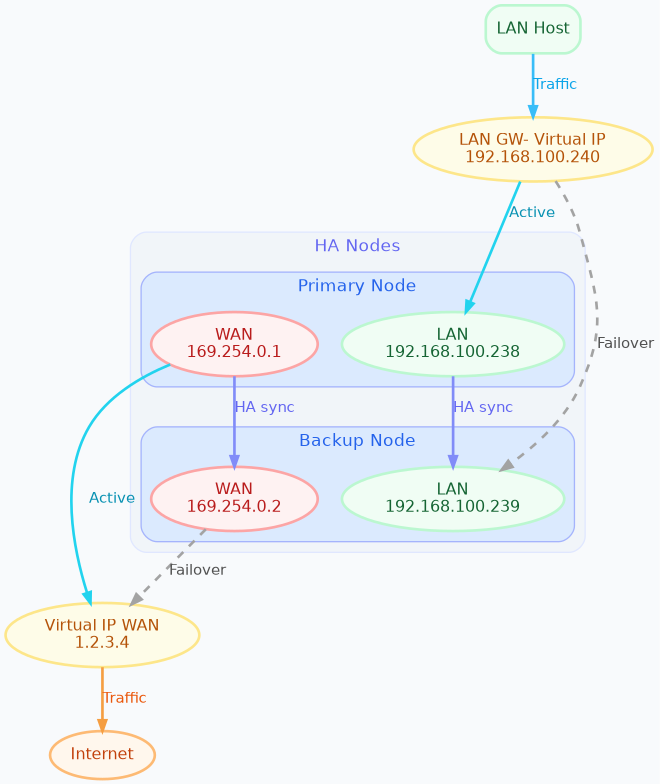 LAN Host
Traffic
LAN GW- Virtual IP
192.168.100.240
Active
HA Nodes
Primary Node
WAN
169.254.0.1
LAN
192.168.100.238
Failover
HA sync
HA sync
Backup Node
WAN
169.254.0.2
LAN
192.168.100.239
Active
Failover
Virtual IP WAN
1.2.3.4
Traffic
Internet